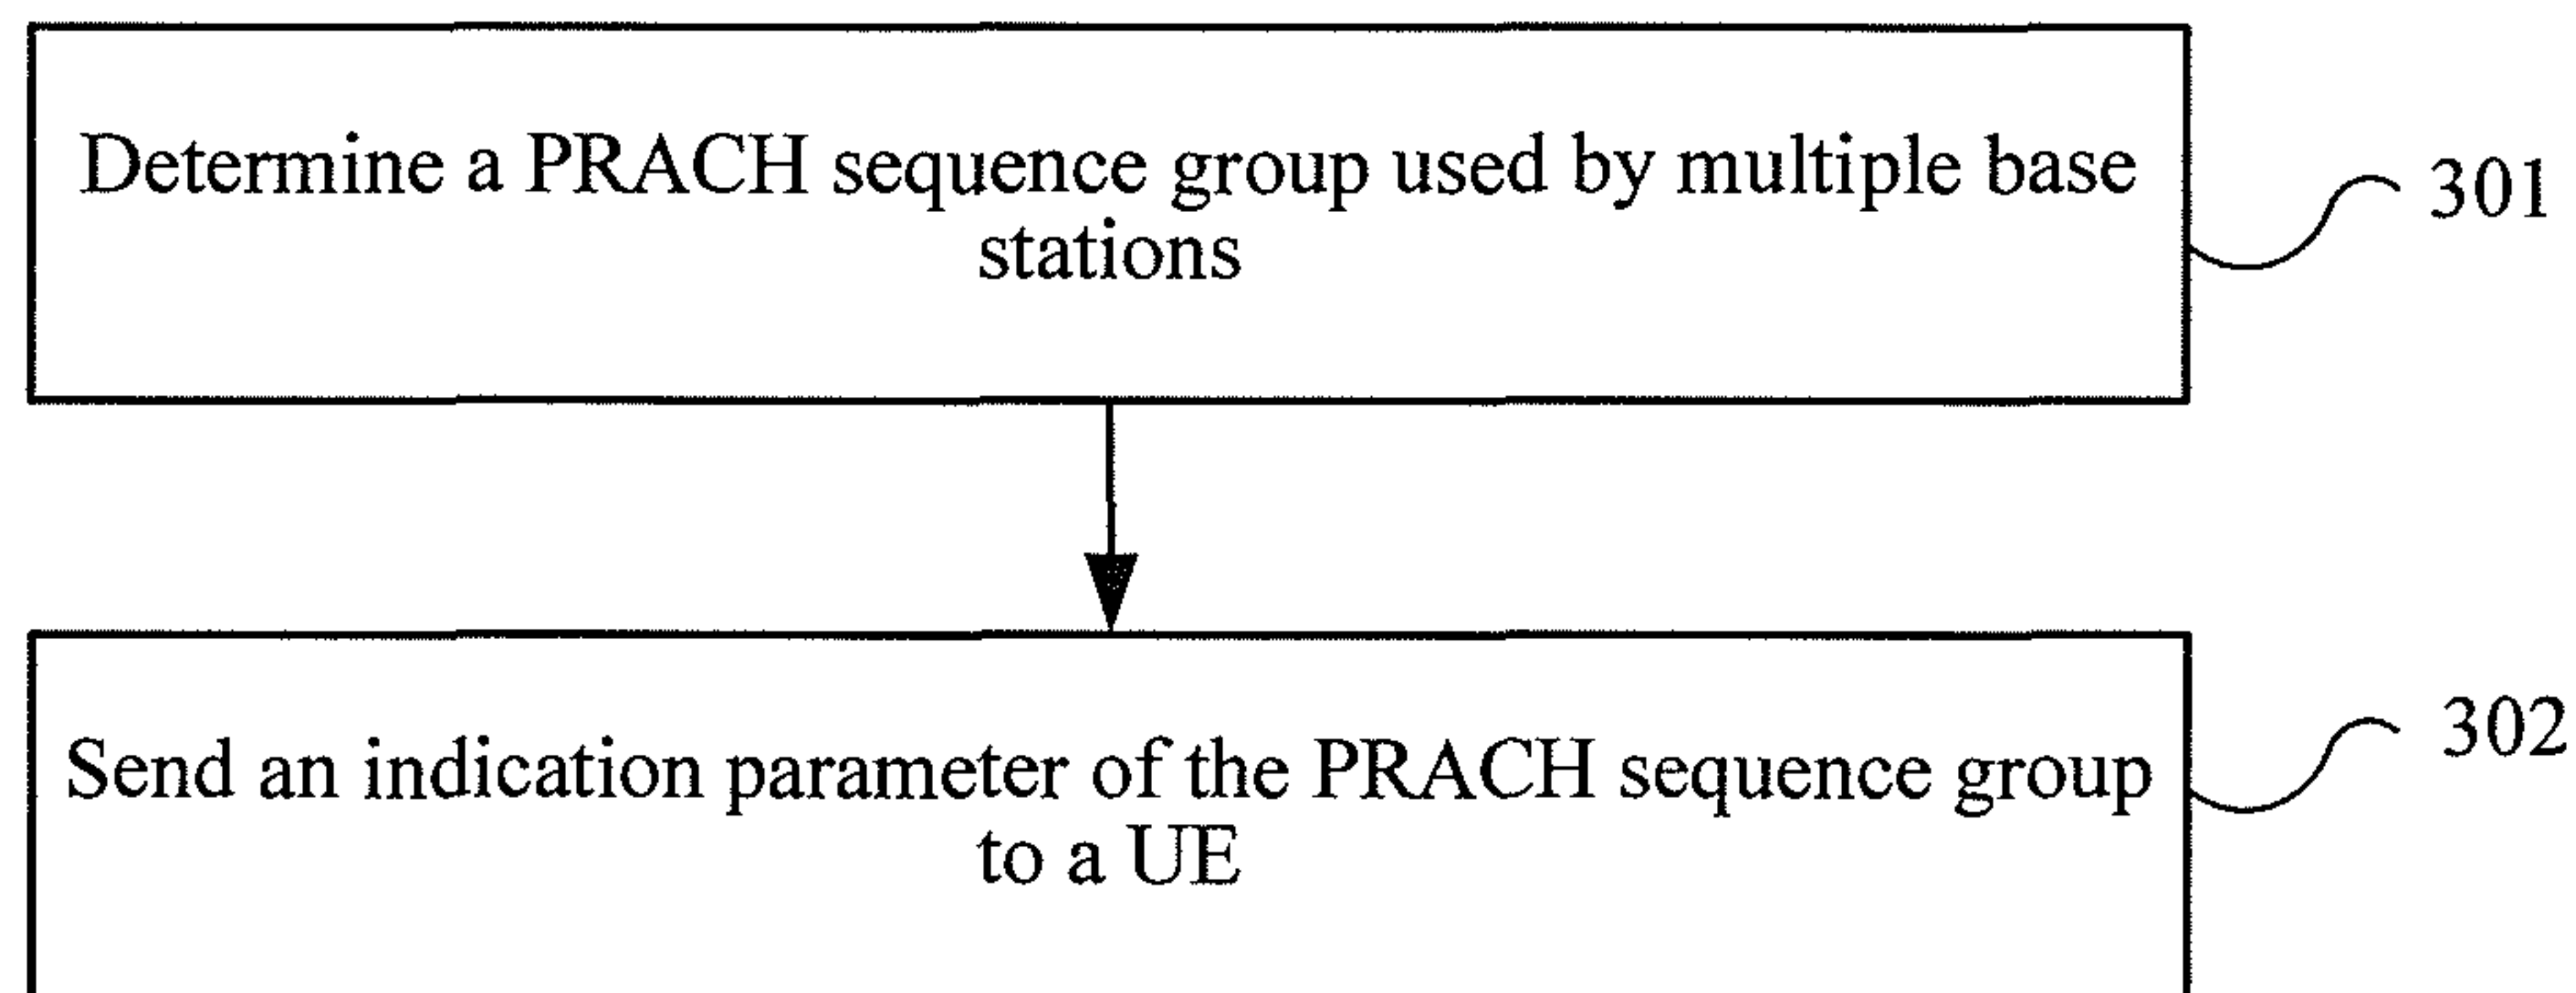 Determine a PRACH sequence group used by multiple base
stations
301
Send an indication parameter of the PRACH sequence group
to a UE
302